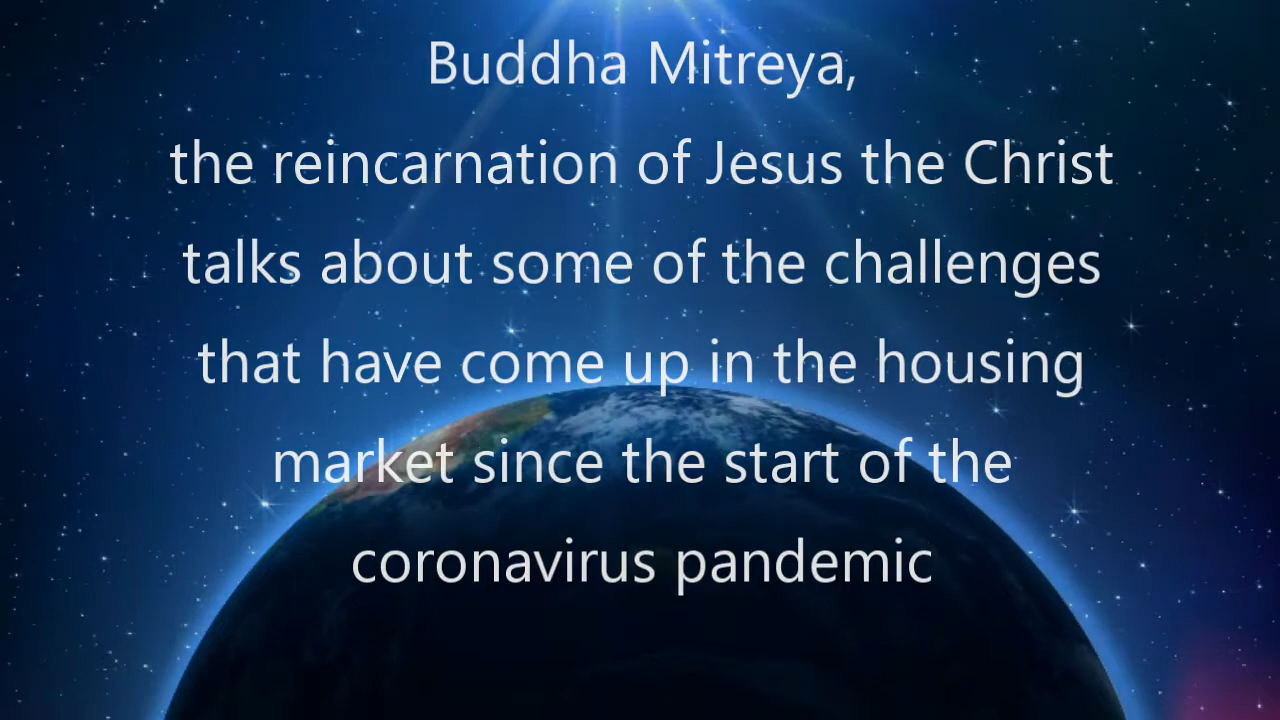 Buddha Mitreya,
the reincarnation of Jesus the Christ
talks about some of the challenges
that have come up in the housing
market since the start of the
coronavirus pandemic